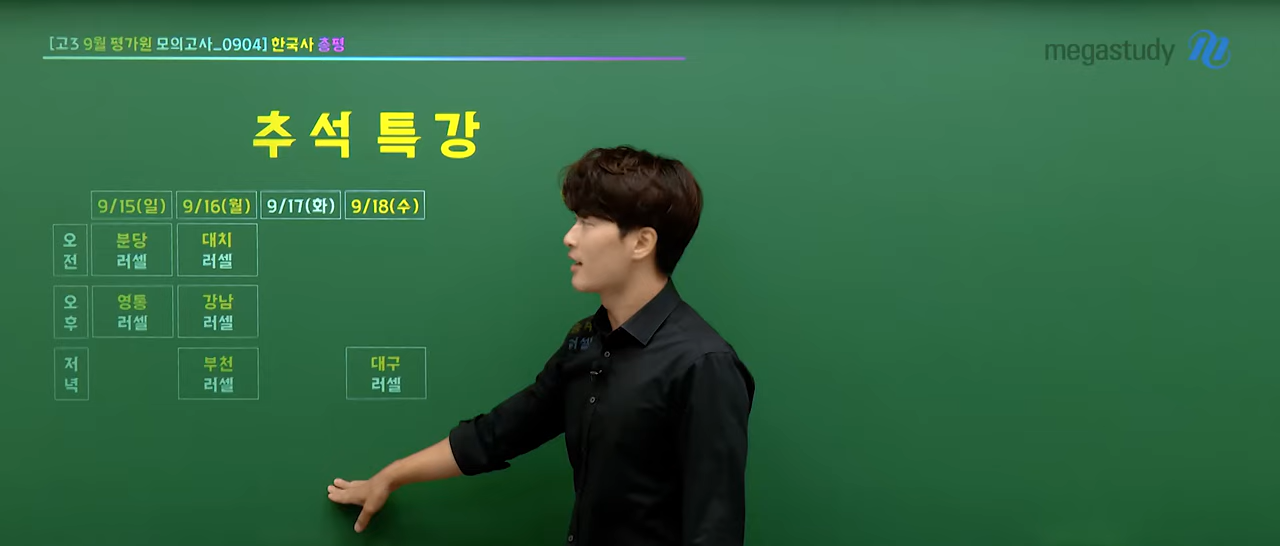 [고3 9월 평가원 모의고사_0904] 한국사 총평
megastudy
추석 특강
9/15(일) 9/16(월) 9/17(화) 9/18(수)
오전
분당 러셀
대치 러셀
오후
영통 러셀
강남 러셀
저녁
부천 러셀
대구 러셀
러셀